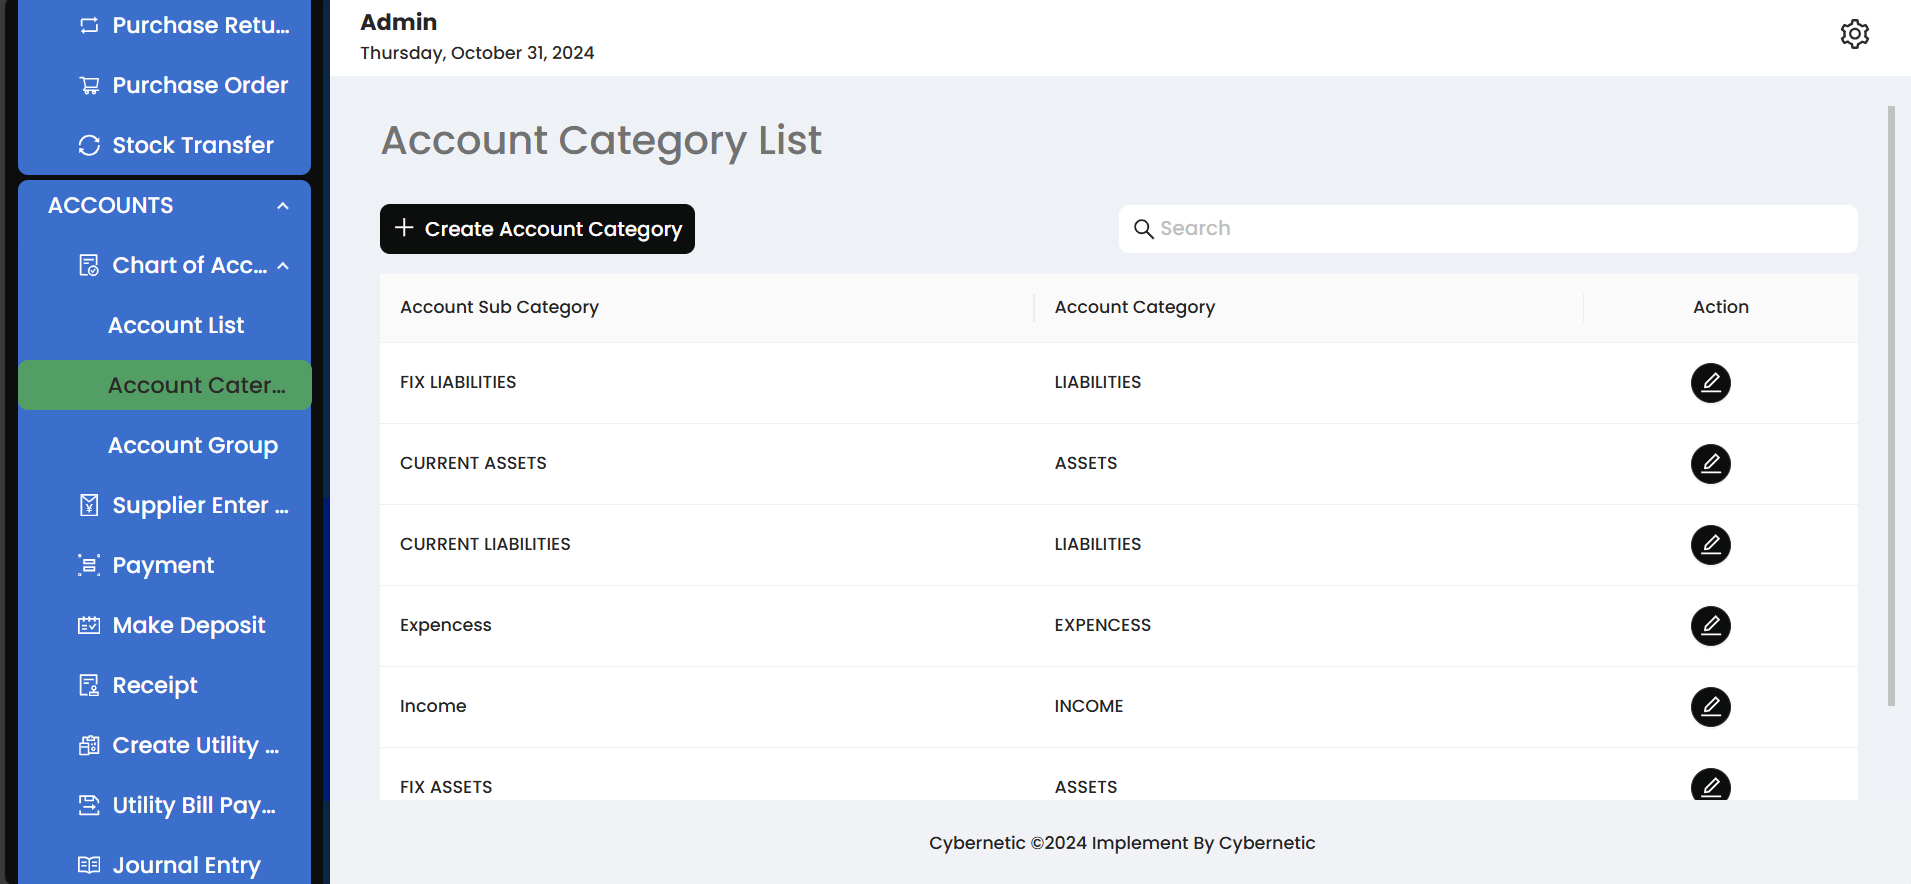 Purchase Retu...
Purchase Order
Stock Transfer
ACCOUNTS
Chart of Acc...
Account List
Account Cater...
Account Group
Supplier Enter ...
Payment
Make Deposit
Receipt
Create Utility ...
Utility Bill Pay...
Journal Entry
Admin
Thursday, October 31, 2024
Account Category List
Create Account Category
Search
Account Sub Category Account Category Action
FIX LIABILITIES LIABILITIES
CURRENT ASSETS ASSETS
CURRENT LIABILITIES LIABILITIES
Expencess EXPENCESS
Income INCOME
FIX ASSETS ASSETS
Cybernetic ©2024 Implement By Cybernetic